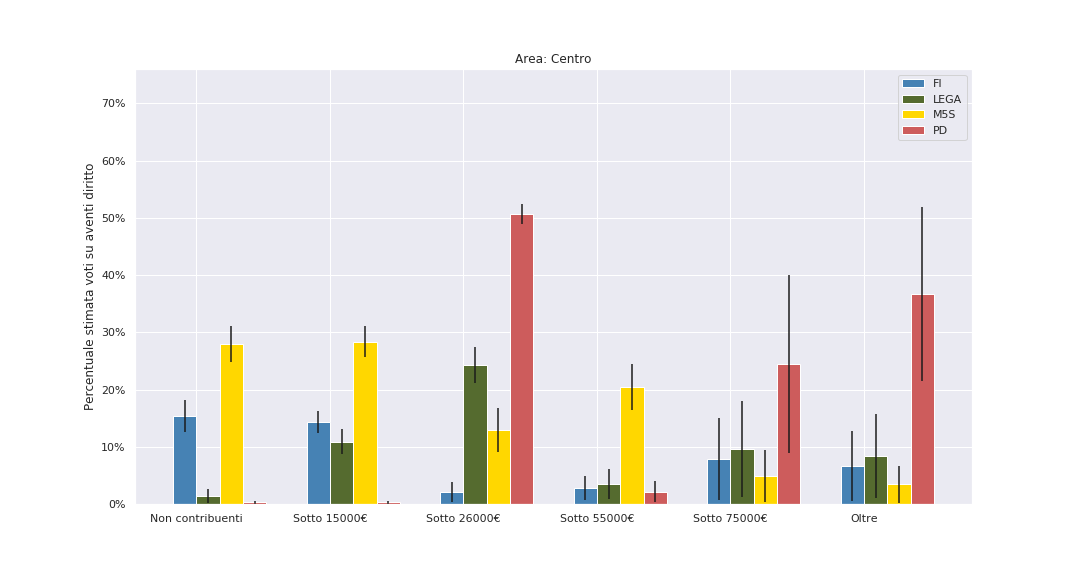 Area: Centro
FI
LEGA
M5S
PD
Percentuale stimata voti su aventi diritto
70%
60%
50%
40%
30%
20%
10%
0%
Non contribuenti
Sotto 15000€
Sotto 26000€
Sotto 55000€
Sotto 75000€
Oltre